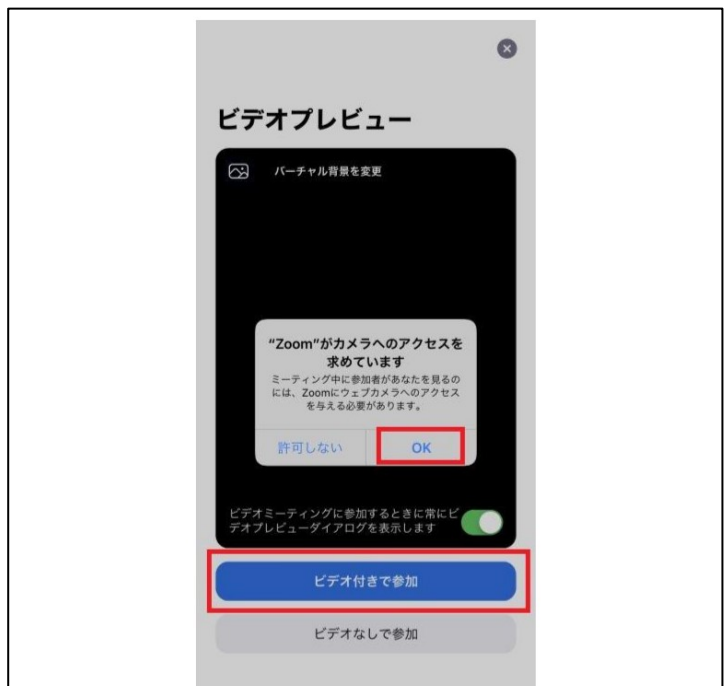 ビデオプレビュー
バーチャル背景を変更
"Zoom"がカメラへのアクセスを
求めています
ミーティング中に参加者があなたを見るの
には、Zoomにウェブカメラへのアクセス
を与える必要があります。
許可しない
OK
ビデオミーティングに参加するときに常にビ
デオプレビューダイアログを表示します
ビデオ付きで参加
ビデオなしで参加